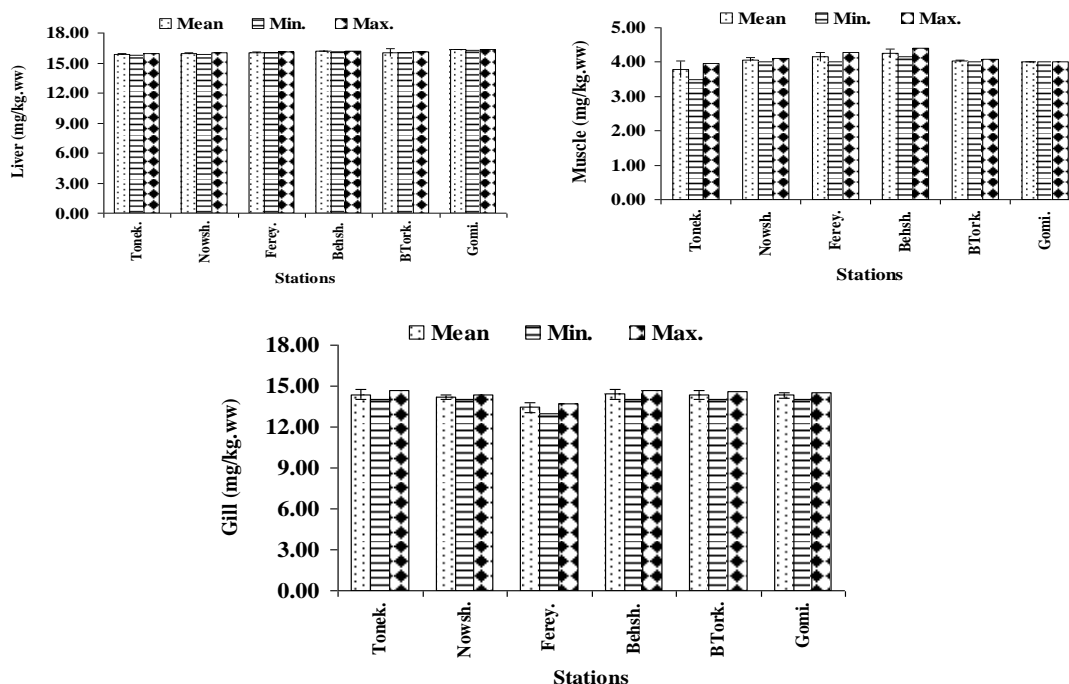 Mean Min. Max.
Liver (mg/kg.ww)
18.00
15.00
12.00
9.00
6.00
3.00
0.00
Tonek.
Nowsh.
Ferey.
Behsh.
BTork.
Gomi.
Stations
Mean Min. Max.
Muscle (mg/kg.ww)
5.00
4.00
3.00
2.00
1.00
0.00
Tonek.
Nowsh.
Ferey.
Behsh.
BTork.
Gomi.
Stations
Mean Min. Max.
Gill (mg/kg.ww)
18.00
15.00
12.00
9.00
6.00
3.00
0.00
Tonek.
Nowsh.
Ferey.
Behsh.
BTork.
Gomi.
Stations